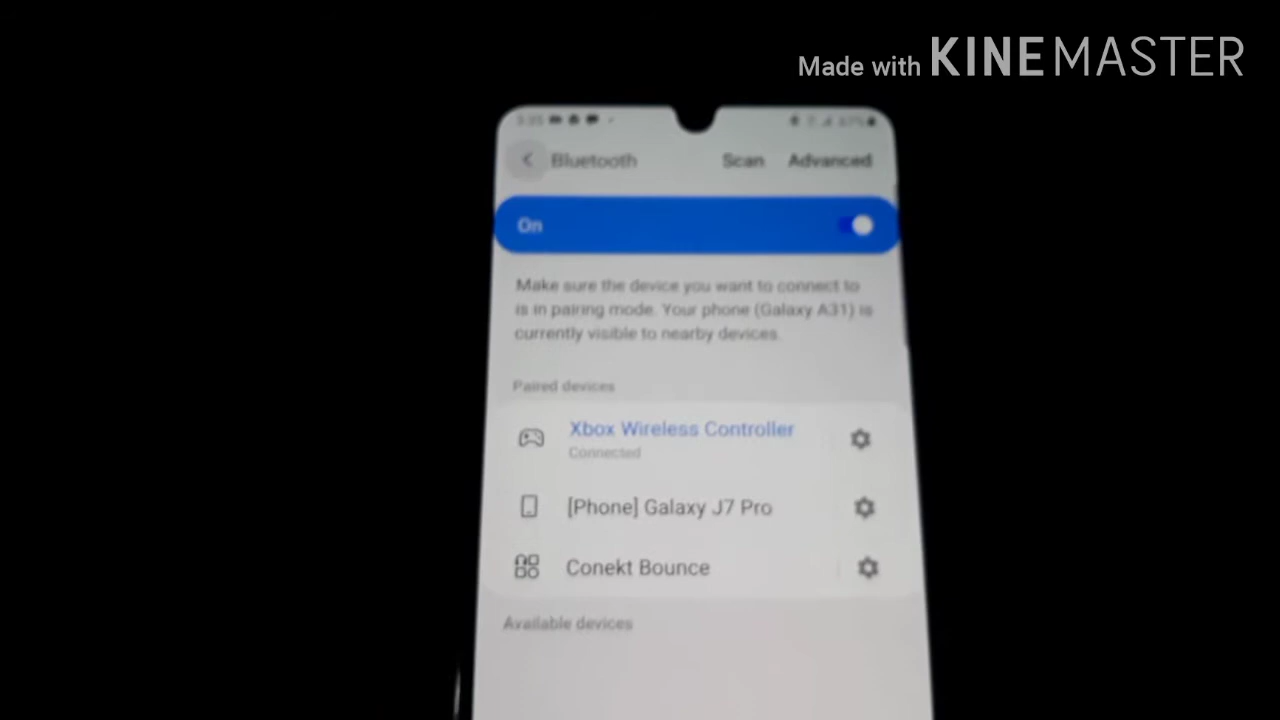 Made with KINEMASTER
Bluetooth Scan Advanced
On
Make sure the device you want to connect to
is in pairing mode. Your phone (Galaxy A31) is
currently visible to nearby devices.
Paired devices
Xbox Wireless Controller
Connected
[Phone] Galaxy J7 Pro
Conekt Bounce
Available devices